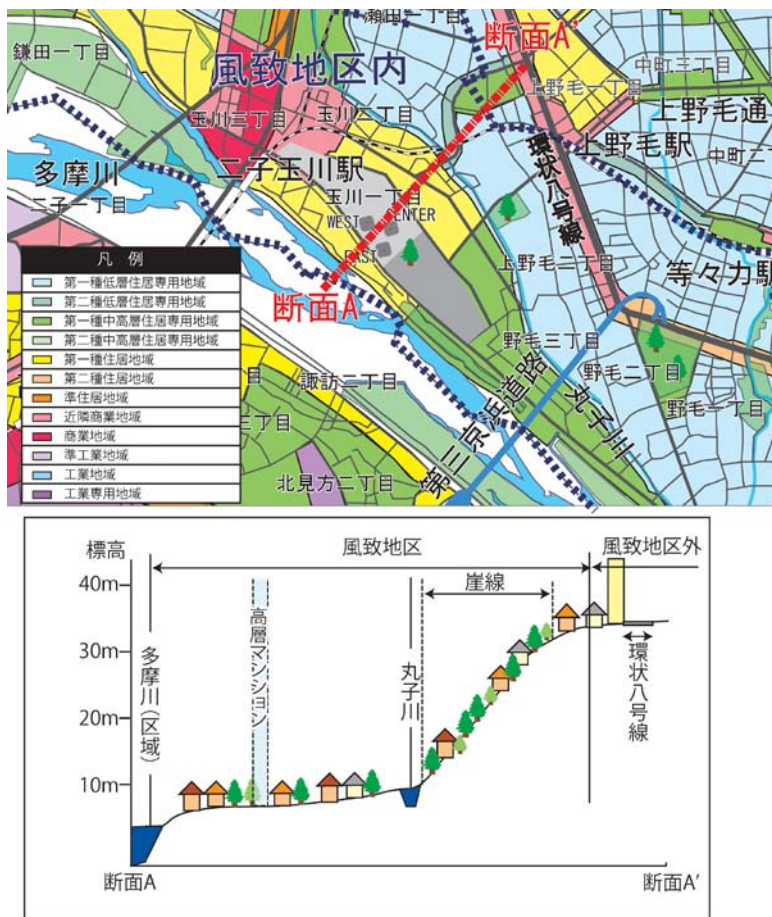 瀬田一丁目
断面A'
鎌田一丁目
風致地区内
上野毛一丁目
中町三丁目
玉川三丁目
玉川二丁目
上野毛通
多摩川
二子玉川駅
環状八号線
上野毛駅
中町二丁
二子一丁目
玉川一丁目
WEST
ENTER
EAST
断面A
上野毛二丁目
等々力駅
凡 例
第一種低層住居専用地域
第二種低層住居専用地域
第一種中高層住居専用地域
第二種中高層住居専用地域
第一種住居地域
第二種住居地域
準住居地域
近隣商業地域
商業地域
準工業地域
工業地域
工業専用地域
目
三丁目
諏訪二丁目
北見方二丁目
野毛三丁目
野毛二丁目
野毛一丁目
第三京浜道路
丸子川
標高
風致地区
風致地区外
40m
崖線
30m
20m
10m
多摩川(区域)
高層マンション
丸子川
環状八号線
断面A
断面A'